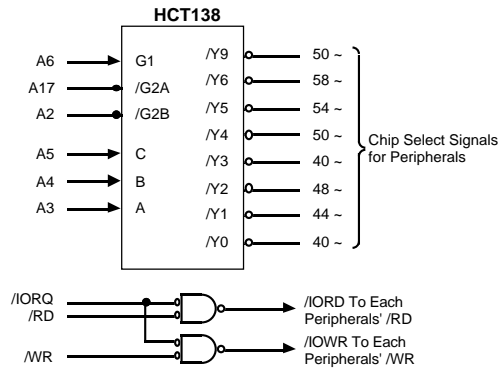 HCT138
A6 G1 /Y9 50 ~
A17 /G2A /Y6 58 ~
A2 /G2B /Y5 54 ~
/Y4 50 ~
A5 C /Y3 40 ~
A4 B /Y2 48 ~
A3 A /Y1 44 ~
/Y0 40 ~
Chip Select Signals
for Peripherals
/IORQ
/RD
/WR
/IORD To Each
Peripherals' /RD
/IOWR To Each
Peripherals' /WR